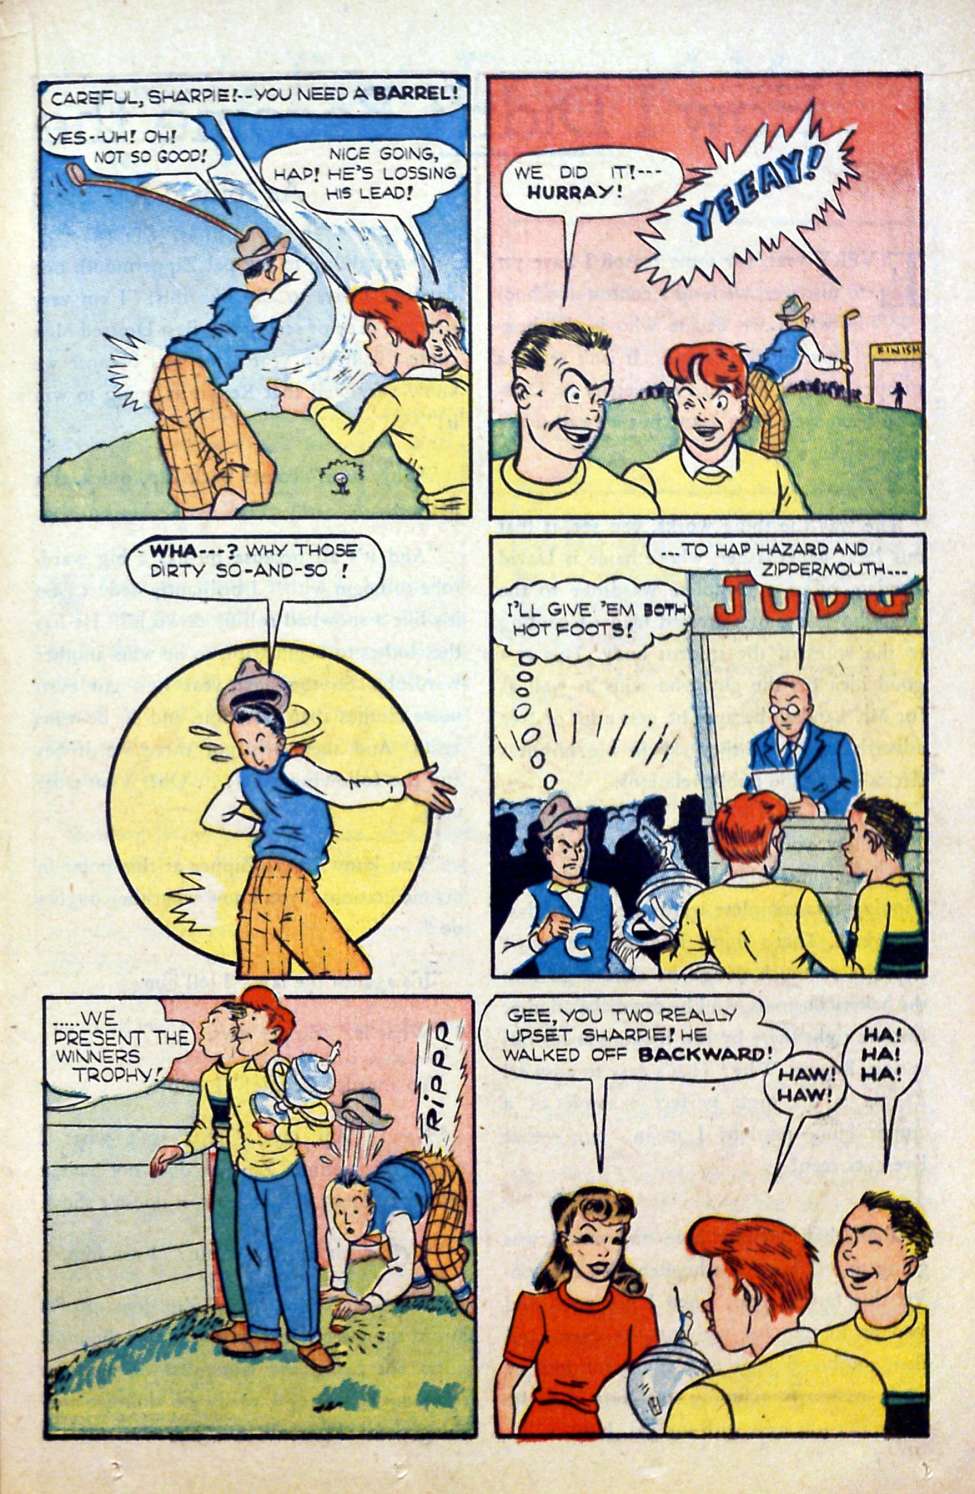 CAREFUL, SHARPIE!--YOU NEED A BARREL!
YES--UH! OH!
NOT SO GOOD!
NICE GOING,
HAP! HE'S LOSING
HIS LEAD!
WE DID IT!---
HURRAY!
YEEAY!
FINISH
WHA---? WHY THOSE
DIRTY SO-AND-SO!
...TO HAP HAZARD AND
ZIPPERMOUTH...
I'LL GIVE 'EM BOTH
HOT FOOTS!
JUDG
C
.....WE
PRESENT THE
WINNERS
TROPHY!
RIPPP
GEE, YOU TWO REALLY
UPSET SHARPIE! HE
WALKED OFF BACKWARD!
HAW!
HAW!
HA!
HA!
HA!